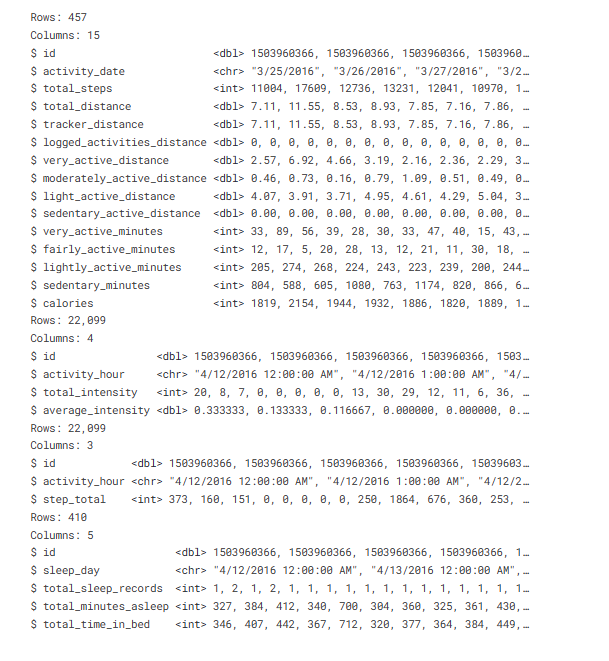 Rows: 457
Columns: 15
$ id                         <dbl> 1503960366, 1503960366, 1503960366, 1503960…
$ activity_date              <chr> "3/25/2016", "3/26/2016", "3/27/2016", "3/2…
$ total_steps                <int> 11004, 17609, 12736, 13231, 12041, 10970, 1…
$ total_distance             <dbl> 7.11, 11.55, 8.53, 8.93, 7.85, 7.16, 7.86, …
$ tracker_distance           <dbl> 7.11, 11.55, 8.53, 8.93, 7.85, 7.16, 7.86, …
$ logged_activities_distance <dbl> 0, 0, 0, 0, 0, 0, 0, 0, 0, 0, 0, 0, 0, 0, 0…
$ very_active_distance       <dbl> 2.57, 6.92, 4.66, 3.19, 2.16, 2.36, 2.29, 3…
$ moderately_active_distance <dbl> 0.46, 0.73, 0.16, 0.79, 1.09, 0.51, 0.49, 0…
$ light_active_distance      <dbl> 4.07, 3.91, 3.71, 4.95, 4.61, 4.29, 5.04, 3…
$ sedentary_active_distance  <dbl> 0.00, 0.00, 0.00, 0.00, 0.00, 0.00, 0.00, 0…
$ very_active_minutes        <int> 33, 89, 56, 39, 28, 30, 33, 47, 40, 15, 43,…
$ fairly_active_minutes      <int> 12, 17, 5, 20, 28, 13, 12, 21, 11, 30, 18, …
$ lightly_active_minutes     <int> 205, 274, 268, 224, 243, 223, 239, 200, 244…
$ sedentary_minutes          <int> 804, 588, 605, 1080, 763, 1174, 820, 866, 6…
$ calories                   <int> 1819, 2154, 1944, 1932, 1886, 1820, 1889, 1…
Rows: 22,099
Columns: 4
$ id                <dbl> 1503960366, 1503960366, 1503960366, 1503960366, 1503…
$ activity_hour     <chr> "4/12/2016 12:00:00 AM", "4/12/2016 1:00:00 AM", "4/…
$ total_intensity   <int> 20, 8, 7, 0, 0, 0, 0, 0, 13, 30, 29, 12, 11, 6, 36, …
$ average_intensity <dbl> 0.333333, 0.133333, 0.116667, 0.000000, 0.000000, 0.…
Rows: 22,099
Columns: 3
$ id            <dbl> 1503960366, 1503960366, 1503960366, 1503960366, 15039603…
$ activity_hour <chr> "4/12/2016 12:00:00 AM", "4/12/2016 1:00:00 AM", "4/12/2…
$ step_total    <int> 373, 160, 151, 0, 0, 0, 0, 0, 250, 1864, 676, 360, 253, …
Rows: 410
Columns: 5
$ id                   <dbl> 1503960366, 1503960366, 1503960366, 1503960366, 1…
$ sleep_day            <chr> "4/12/2016 12:00:00 AM", "4/13/2016 12:00:00 AM",…
$ total_sleep_records  <int> 1, 2, 1, 2, 1, 1, 1, 1, 1, 1, 1, 1, 1, 1, 1, 1, 1…
$ total_minutes_asleep <int> 327, 384, 412, 340, 700, 304, 360, 325, 361, 430,…
$ total_time_in_bed    <int> 346, 407, 442, 367, 712, 320, 377, 364, 384, 449,…